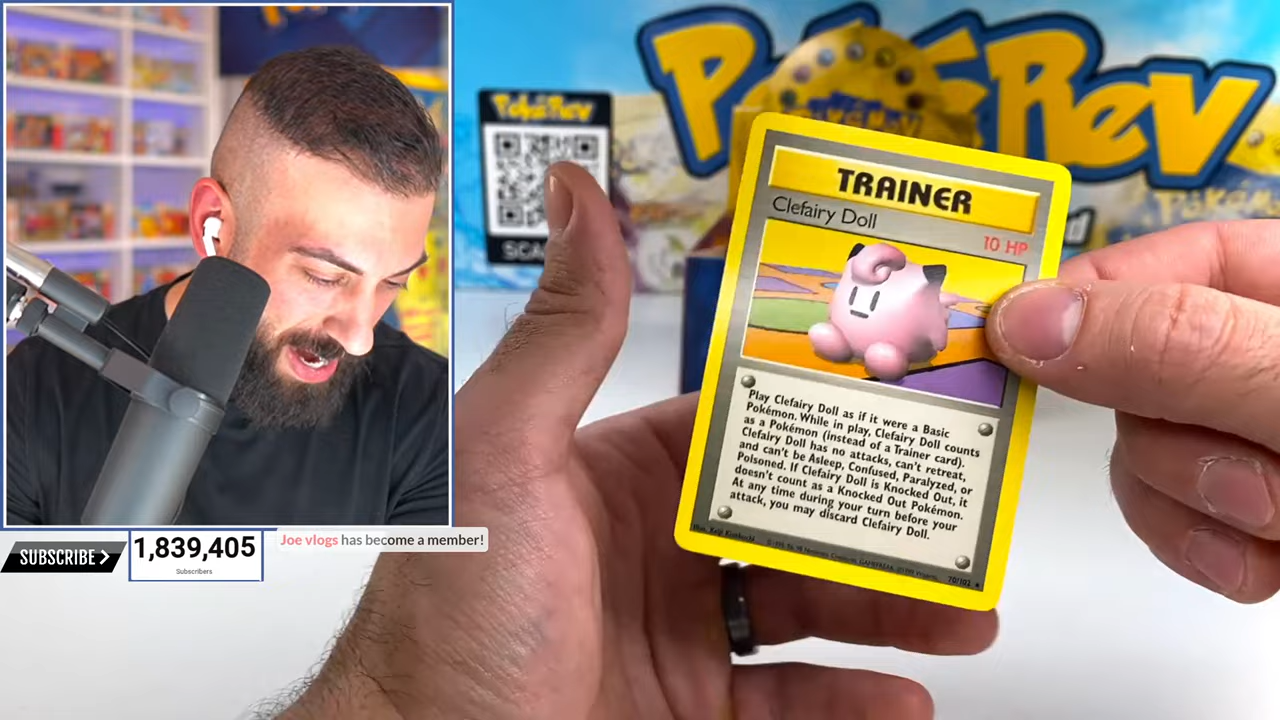 PokéRev
PokéRev
SCA
TRAINER
Clefairy Doll
10 HP
Play Clefairy Doll as if it were a Basic
Pokémon. While in play, Clefairy Doll counts
as a Pokémon (instead of a Trainer card).
Clefairy Doll has no attacks, can't retreat,
and can't be Asleep, Confused, Paralyzed, or
Poisoned. If Clefairy Doll is Knocked Out, it
doesn't count as a Knocked Out Pokémon.
At any time during your turn before your
attack, you may discard Clefairy Doll.
70/102 ★
SUBSCRIBE >
1,839,405
Subscribers
Joe vlogs has become a member!